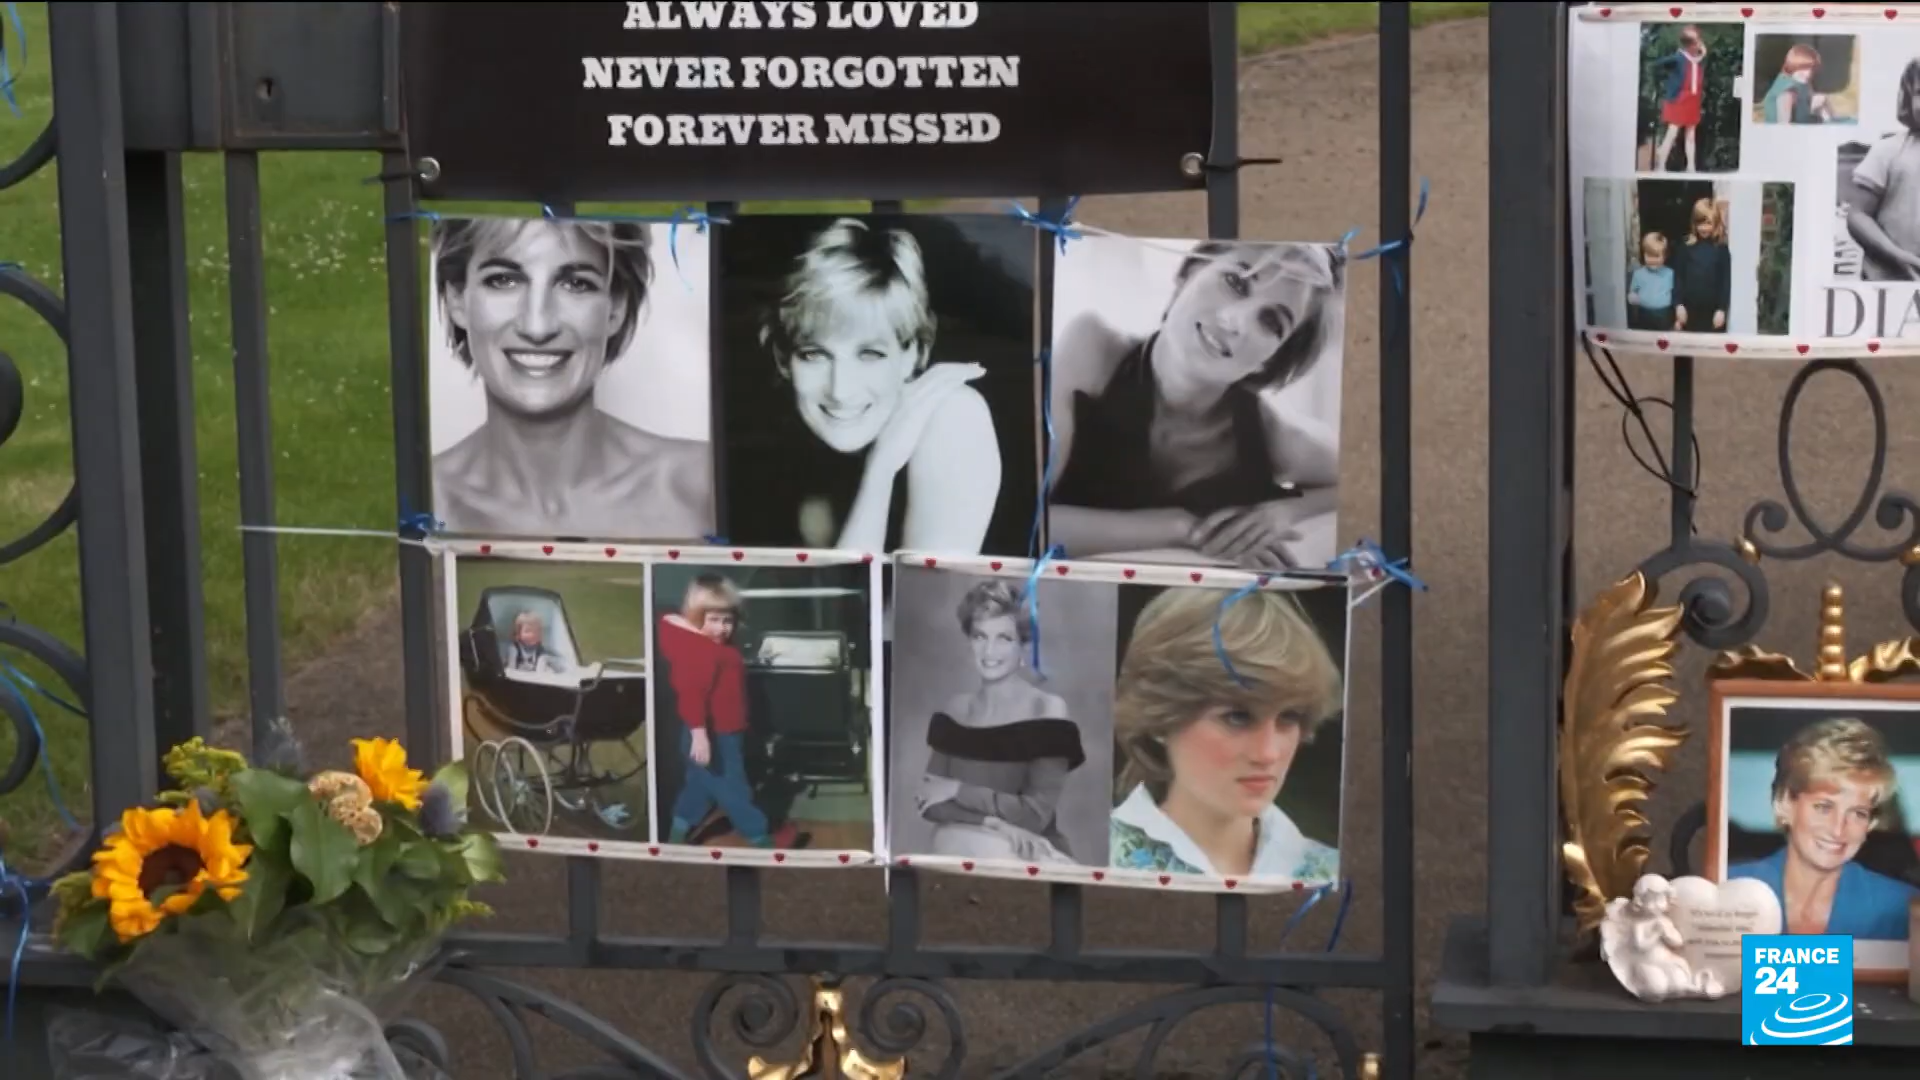 ALWAYS LOVED
NEVER FORGOTTEN
FOREVER MISSED
DIA
FRANCE
24